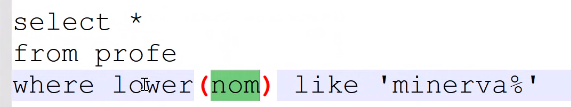 select *
from profe
where lower(nom) like 'minerva%'